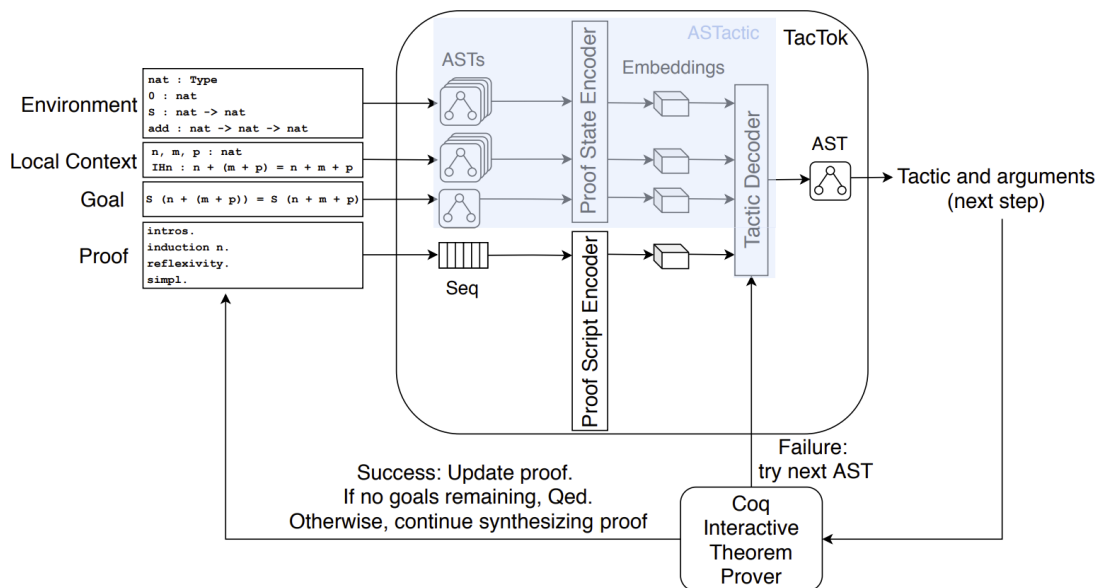 ASTactic
TacTok
ASTs
Embeddings
Environment
nat : Type
0 : nat
S : nat -> nat
add : nat -> nat -> nat
Proof State Encoder
Tactic Decoder
AST
Local Context
n, m, p : nat
IHn : n + (m + p) = n + m + p
Goal
S (n + (m + p)) = S (n + m + p)
Tactic and arguments
(next step)
Proof
intros.
induction n.
reflexivity.
simpl.
Seq
Proof Script Encoder
Failure:
try next AST
Success: Update proof.
If no goals remaining, Qed.
Otherwise, continue synthesizing proof
Coq
Interactive
Theorem
Prover